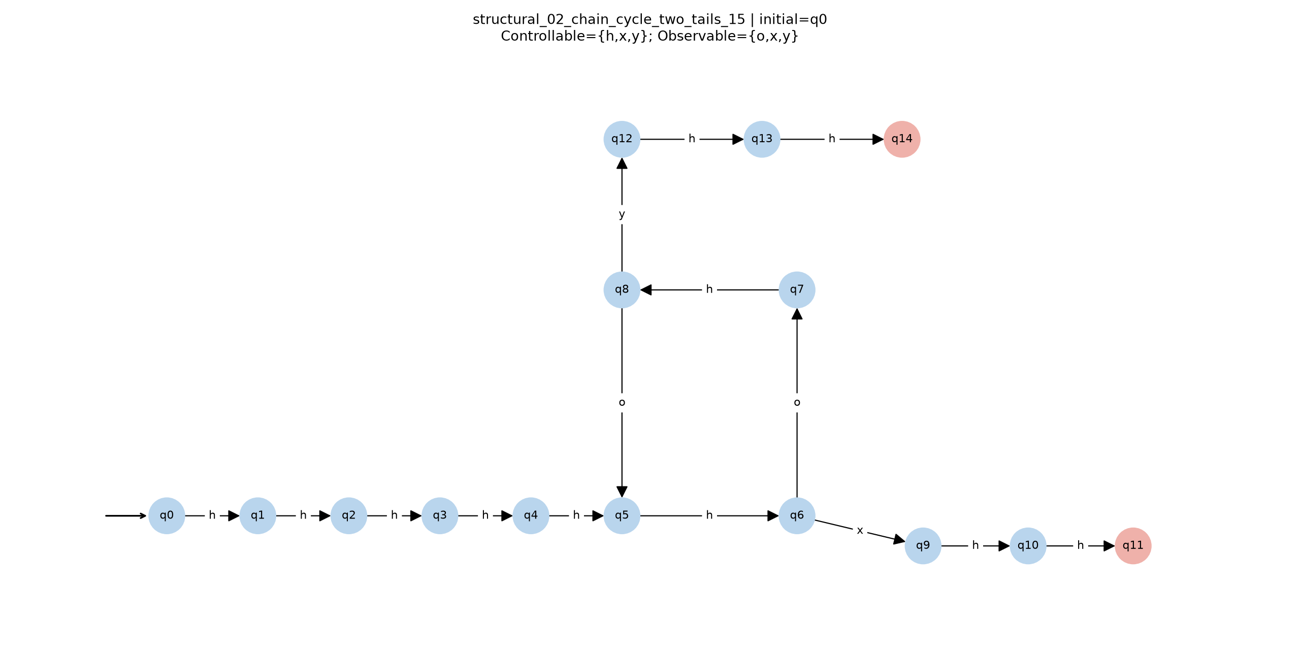 structural_02_chain_cycle_two_tails_15 | initial=q0
Controllable={h,x,y}; Observable={o,x,y}
q12 h q13 h q14
y
q8 h q7
o o
q0 h q1 h q2 h q3 h q4 h q5 h q6
x
q9 h q10 h q11